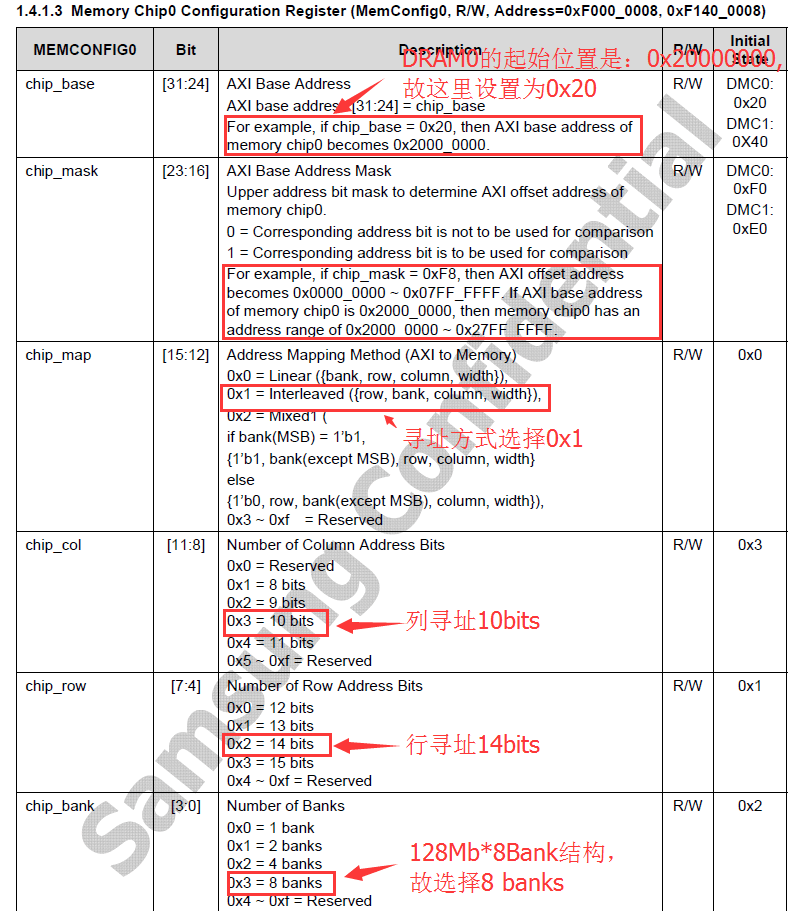 1.4.1.3 Memory Chip0 Configuration Register (MemConfig0, R/W, Address=0xF000_0008, 0xF140_0008)
MEMCONFIG0 Bit Description R/W Initial State
DRAM0的起始位置是：0x20000000,
故这里设置为0x20
chip_base [31:24] AXI Base Address R/W DMC0:
AXI base address [31:24] = chip_base 0x20
For example, if chip_base = 0x20, then AXI base address of DMC1:
memory chip0 becomes 0x2000_0000. 0X40
chip_mask [23:16] AXI Base Address Mask R/W DMC0:
Upper address bit mask to determine AXI offset address of 0xF0
memory chip0. DMC1:
0 = Corresponding address bit is not to be used for comparison 0xE0
1 = Corresponding address bit is to be used for comparison
For example, if chip_mask = 0xF8, then AXI offset address
becomes 0x0000_0000 ~ 0x07FF_FFFF. If AXI base address
of memory chip0 is 0x2000_0000, then memory chip0 has an
address range of 0x2000_0000 ~ 0x27FF_FFFF.
chip_map [15:12] Address Mapping Method (AXI to Memory) R/W 0x0
0x0 = Linear ({bank, row, column, width}),
0x1 = Interleaved ({row, bank, column, width}),
0x2 = Mixed1 (
if bank(MSB) = 1'b1,
寻址方式选择0x1
{1'b1, bank(except MSB), row, column, width}
else
{1'b0, row, bank(except MSB), column, width}),
0x3 ~ 0xf = Reserved
chip_col [11:8] Number of Column Address Bits R/W 0x3
0x0 = Reserved
0x1 = 8 bits
0x2 = 9 bits
0x3 = 10 bits
列寻址10bits
0x4 = 11 bits
0x5 ~ 0xf = Reserved
chip_row [7:4] Number of Row Address Bits R/W 0x1
0x0 = 12 bits
0x1 = 13 bits
0x2 = 14 bits
行寻址14bits
0x3 = 15 bits
0x4 ~ 0xf = Reserved
chip_bank [3:0] Number of Banks R/W 0x2
0x0 = 1 bank
0x1 = 2 banks
0x2 = 4 banks
0x3 = 8 banks
0x4 ~ 0xf = Reserved
128Mb*8Bank结构，
故选择8 banks
Samsung Confidential